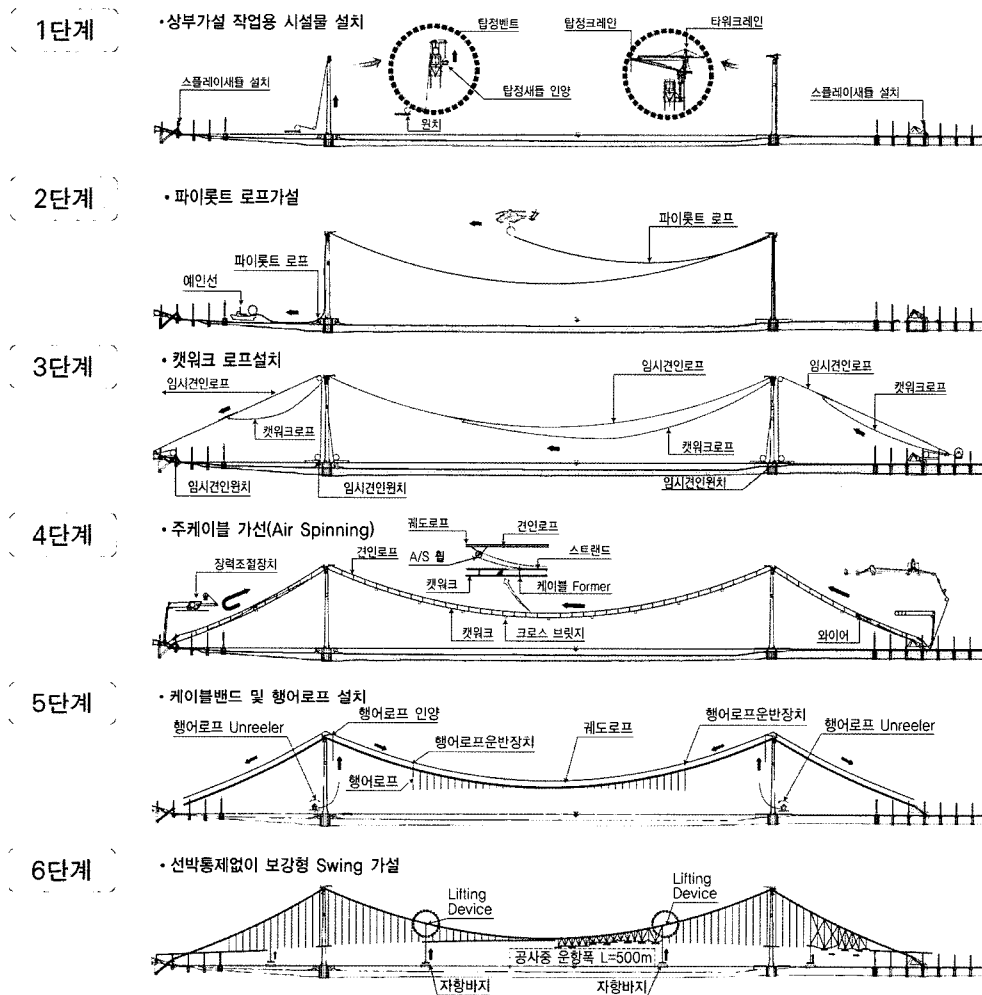 1단계
• 상부가설 작업용 시설물 설치
탑정벤트
탑정크레인
타워크레인
스플레이새들 설치
탑정새들 인양
윈치
스플레이새들 설치
2단계
• 파이롯트 로프가설
파이롯트 로프
파이롯트 로프
예인선
3단계
• 캣워크 로프설치
임시견인로프
임시견인로프
임시견인로프
캣워크로프
캣워크로프
캣워크로프
임시견인윈치
임시견인윈치
임시견인윈치
4단계
• 주케이블 가선(Air Spinning)
궤도로프
견인로프
견인로프
A/S 휠
스트랜드
장력조절장치
캣워크
케이블 Former
캣워크
크로스 브릿지
와이어
5단계
• 케이블밴드 및 행어로프 설치
행어로프 Unreeler
행어로프 인양
행어로프운반장치
궤도로프
행어로프운반장치
행어로프 Unreeler
행어로프
6단계
• 선박통제없이 보강형 Swing 가설
Lifting
Device
Lifting
Device
공사중 운항폭 L=500m
자항바지
자항바지